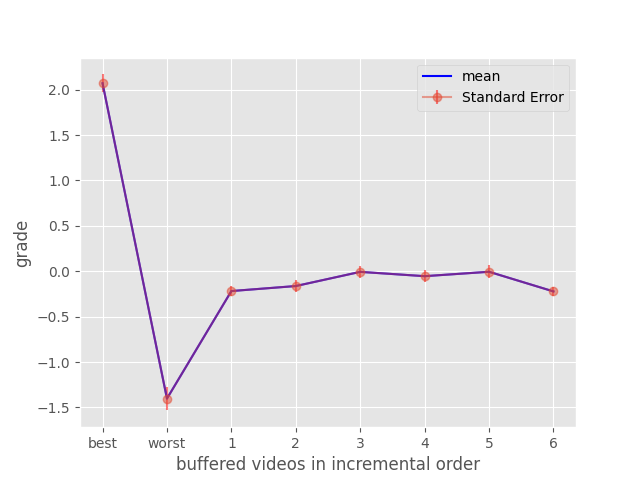 mean
Standard Error
2.0
1.5
1.0
0.5
0.0
−0.5
−1.0
−1.5
grade
best worst 1 2 3 4 5 6
buffered videos in incremental order